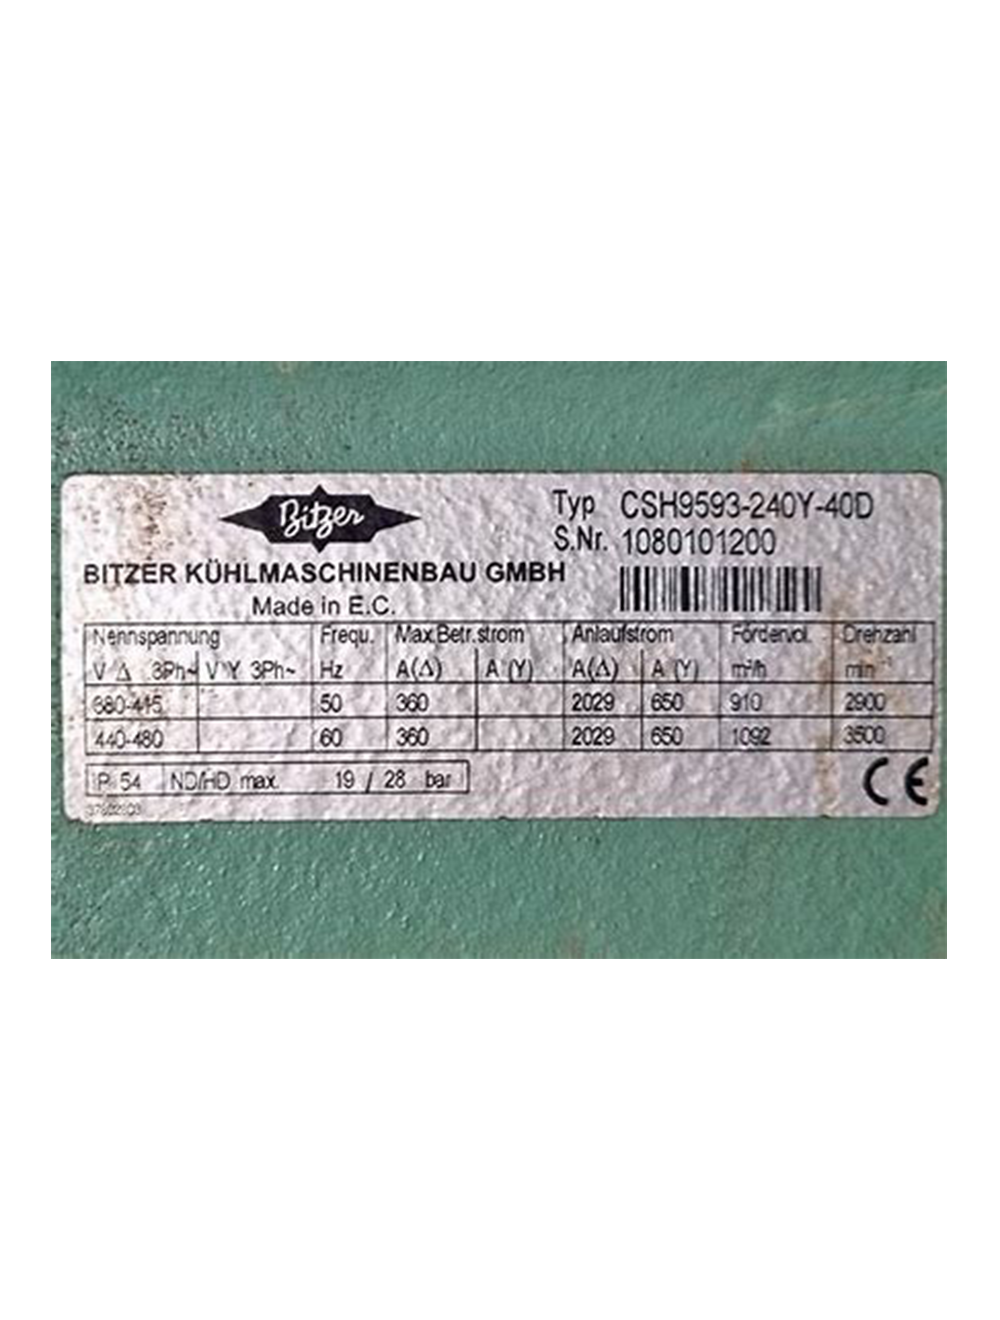 Bitzer
Typ CSH9593-240Y-40D
S.Nr. 1080101200
BITZER KÜHLMASCHINENBAU GMBH
Made in E.C.
Nennspannung Frequ. Max.Betr.strom Anlaufstrom Fördervol. Drehzahl
V Δ 3Ph~ V Y 3Ph~ Hz A(Δ) A (Y) A(Δ) A (Y) m³/h min⁻¹
380-415 50 360 2029 650 910 2900
440-480 60 360 2029 650 1092 3500
IP 54 ND/HD max. 19 / 28 bar
CE